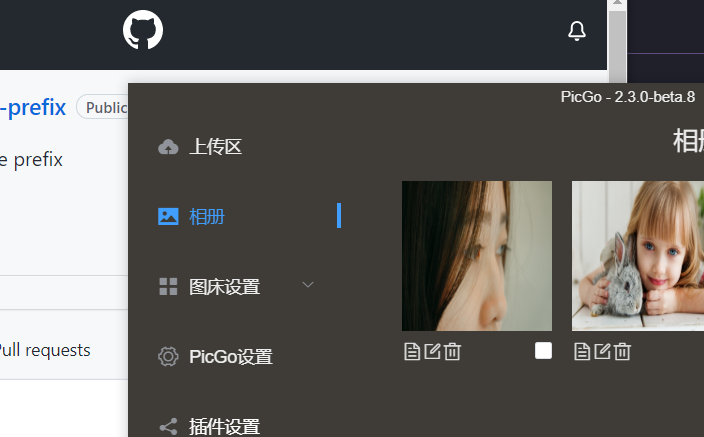 -prefix
Public
e prefix
Pull requests
PicGo - 2.3.0-beta.8
上传区
相册
相册
图床设置
PicGo设置
插件设置